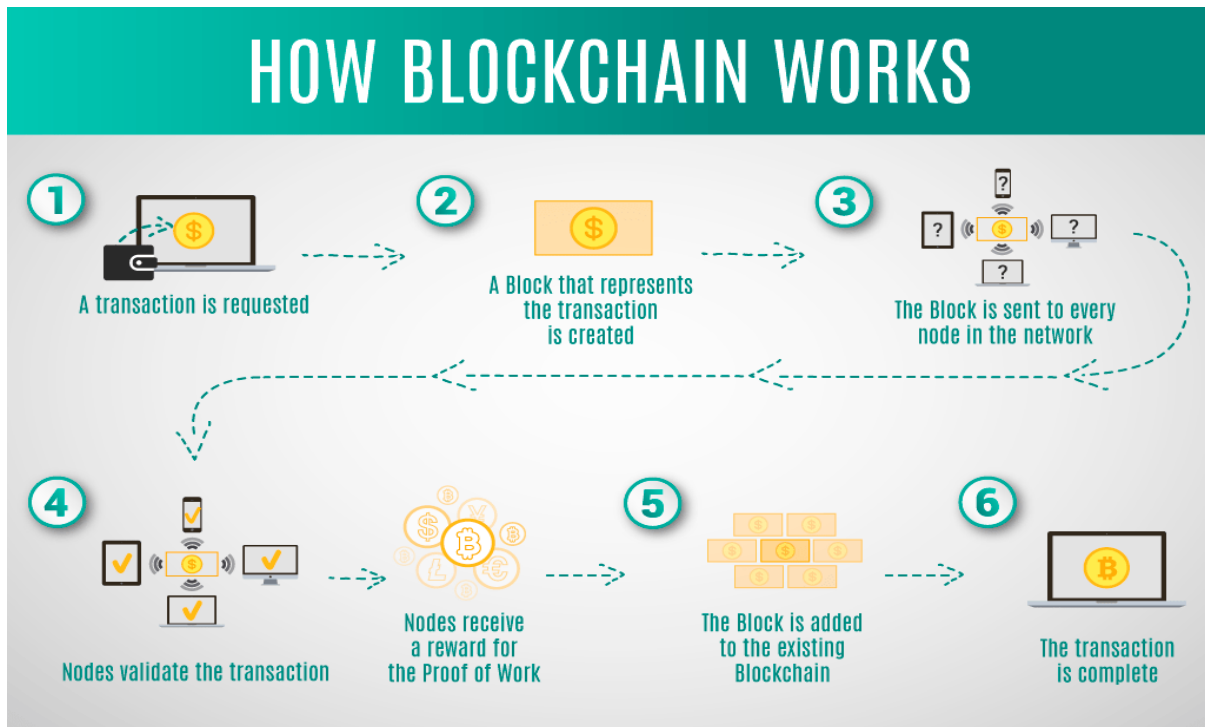 HOW BLOCKCHAIN WORKS
1
A transaction is requested
2
A Block that represents
the transaction
is created
3
The Block is sent to every
node in the network
4
Nodes validate the transaction
Nodes receive
a reward for
the Proof of Work
5
The Block is added
to the existing
Blockchain
6
The transaction
is complete